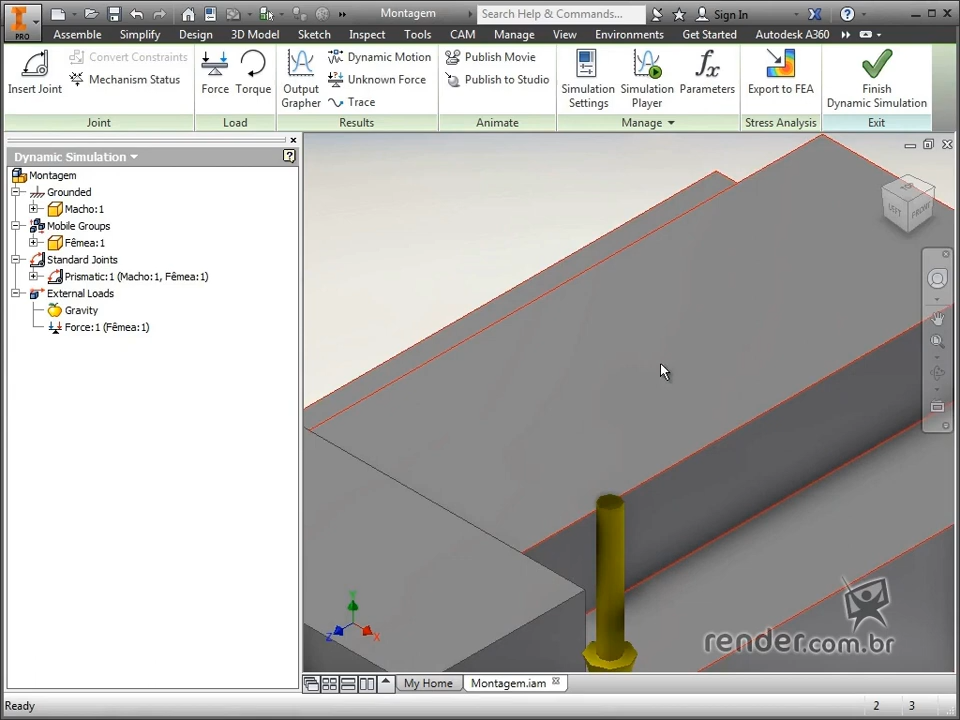 PRO
Montagem
Search Help & Commands...
Sign In
Assemble Simplify Design 3D Model Sketch Inspect Tools CAM Manage View Environments Get Started Autodesk A360
Insert Joint
Convert Constraints
Mechanism Status
Joint
Force
Torque
Load
Output Grapher
Dynamic Motion
Unknown Force
Trace
Results
Publish Movie
Publish to Studio
Animate
Simulation Settings
Simulation Player
fx
Parameters
Manage
Export to FEA
Stress Analysis
Finish Dynamic Simulation
Exit
Dynamic Simulation
Montagem
Grounded
Macho:1
Mobile Groups
Fêmea:1
Standard Joints
Prismatic:1 (Macho:1, Fêmea:1)
External Loads
Gravity
Force:1 (Fêmea:1)
LEFT
FRONT
Y
Z
X
render.com.br
My Home
Montagem.iam
Ready
2 3